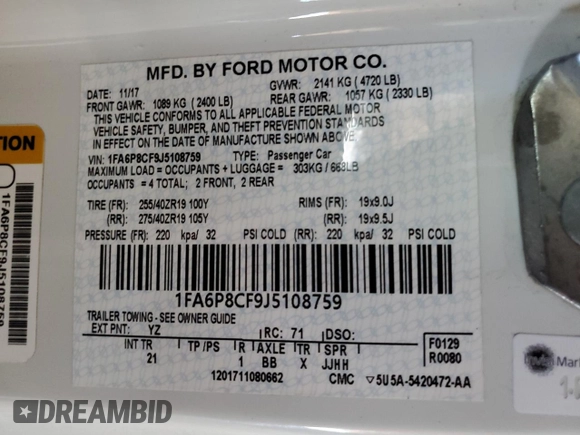 MFD. BY FORD MOTOR CO.
DATE: 11/17 GVWR: 2141 KG ( 4720 LB)
FRONT GAWR: 1089 KG ( 2400 LB) REAR GAWR: 1057 KG ( 2330 LB)
THIS VEHICLE CONFORMS TO ALL APPLICABLE FEDERAL MOTOR
VEHICLE SAFETY, BUMPER, AND THEFT PREVENTION STANDARDS
IN EFFECT ON THE DATE OF MANUFACTURE SHOWN ABOVE.
VIN: 1FA6P8CF9J5108759 TYPE: Passenger Car
MAXIMUM LOAD = OCCUPANTS + LUGGAGE = 303KG / 668LB
OCCUPANTS = 4 TOTAL; 2 FRONT, 2 REAR
TIRE (FR): 255/40ZR19 100Y RIMS (FR): 19x9.0J
(RR): 275/40ZR19 105Y (RR): 19x9.5J
PRESSURE (FR): 220 kpa/ 32 PSI COLD (RR): 220 kpa/ 32 PSI COLD
1FA6P8CF9J5108759
TRAILER TOWING - SEE OWNER GUIDE
EXT PNT: YZ RC: 71 DSO:
F0129
R0080
INT TR TP/PS R AXLE TR SPR
21 1 BB X JJHH
1201711080662 CMC ▽5U5A-5420472-AA
TION
1FA6P8CF9J5108759
Mark
DREAMBID